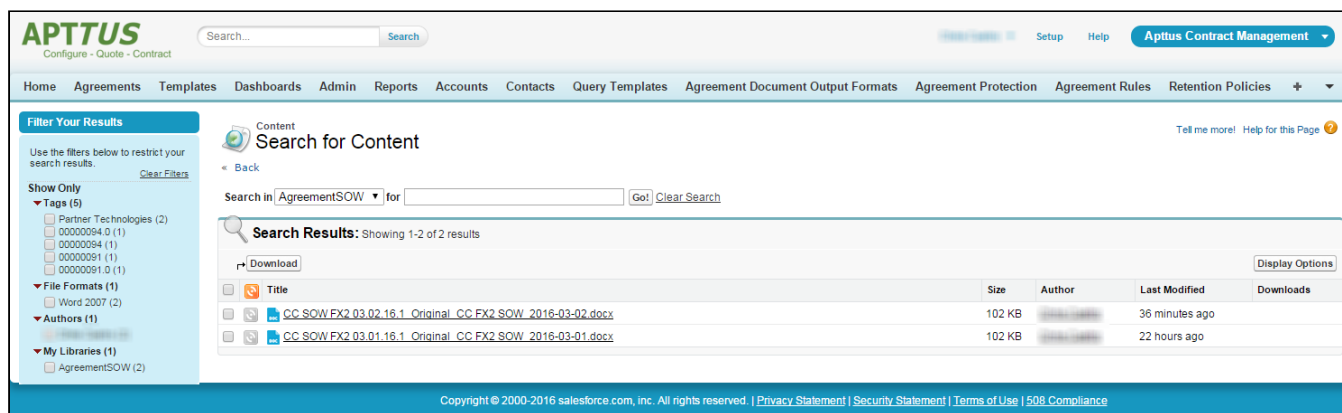 APTTUS
Configure - Quote - Contract
Search...
Search
Setup Help
Apttus Contract Management
Home Agreements Templates Dashboards Admin Reports Accounts Contacts Query Templates Agreement Document Output Formats Agreement Protection Agreement Rules Retention Policies +
Filter Your Results
Use the filters below to restrict your
search results.
Clear Filters
Show Only
Tags (5)
Partner Technologies (2)
00000094.0 (1)
00000094 (1)
00000091 (1)
00000091.0 (1)
File Formats (1)
Word 2007 (2)
Authors (1)
My Libraries (1)
AgreementSOW (2)
Content
Search for Content
Tell me more! Help for this Page
« Back
Search in AgreementSOW for Go! Clear Search
Search Results: Showing 1-2 of 2 results
Download Display Options
Title Size Author Last Modified Downloads
CC SOW FX2 03.02.16.1_Original_CC FX2 SOW_2016-03-02.docx 102 KB 36 minutes ago
CC SOW FX2 03.01.16.1_Original_CC FX2 SOW_2016-03-01.docx 102 KB 22 hours ago
Copyright © 2000-2016 salesforce.com, inc. All rights reserved. | Privacy Statement | Security Statement | Terms of Use | 508 Compliance